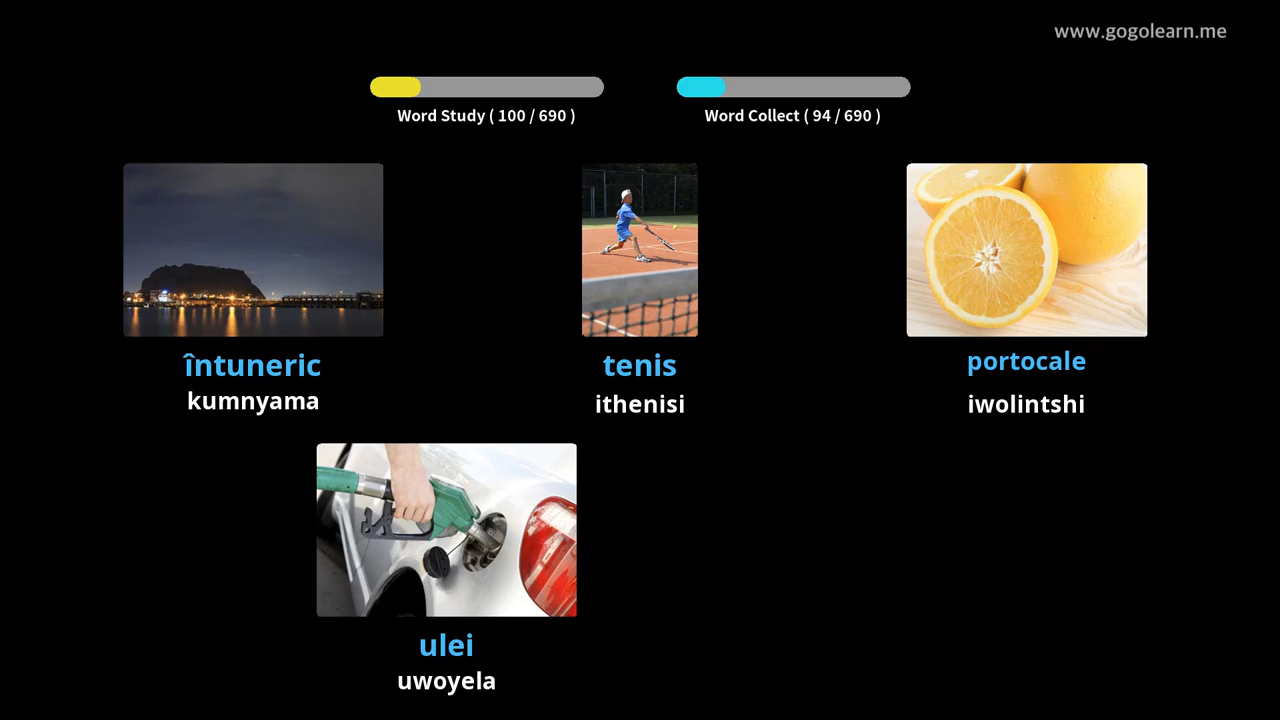 www.gogolearn.me
Word Study ( 100 / 690 )
Word Collect ( 94 / 690 )
întuneric
kumnyama
tenis
ithenisi
portocale
iwolintshi
ulei
uwoyela